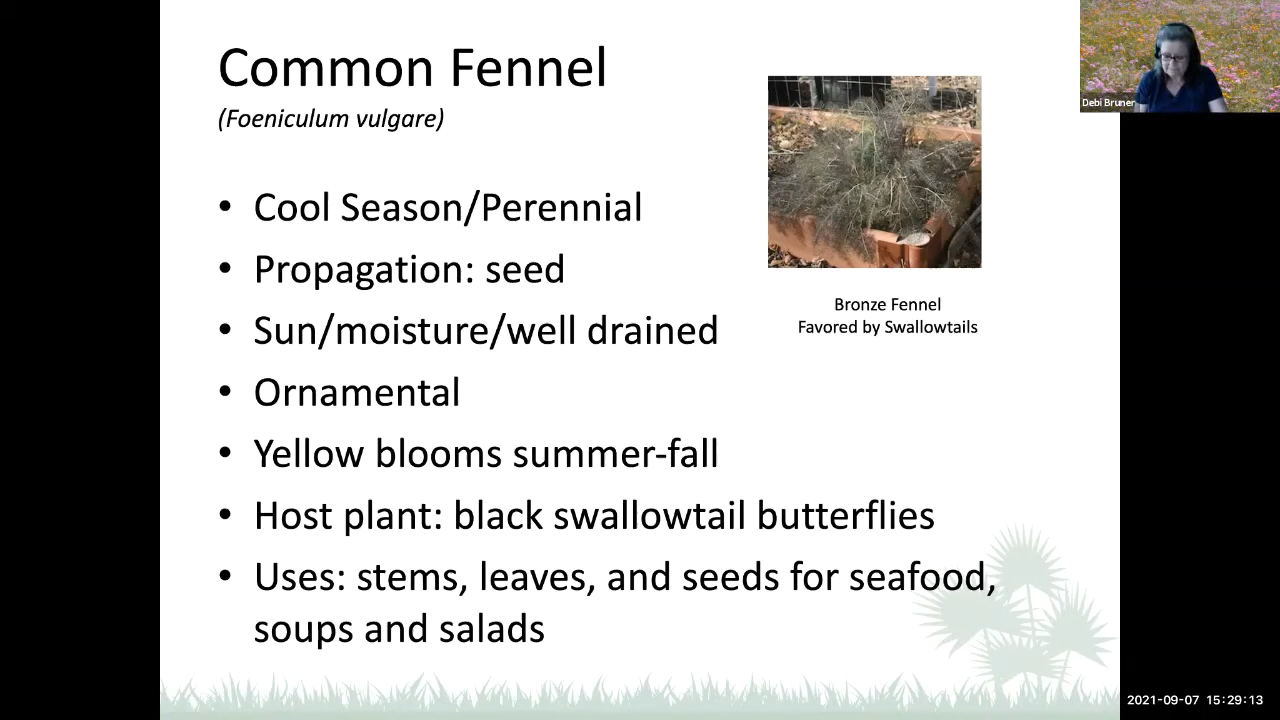 Common Fennel
(Foeniculum vulgare)
• Cool Season/Perennial
• Propagation: seed
• Sun/moisture/well drained
• Ornamental
• Yellow blooms summer-fall
• Host plant: black swallowtail butterflies
• Uses: stems, leaves, and seeds for seafood,
soups and salads
Bronze Fennel
Favored by Swallowtails
Debi Bruner
2021-09-07 15:29:13